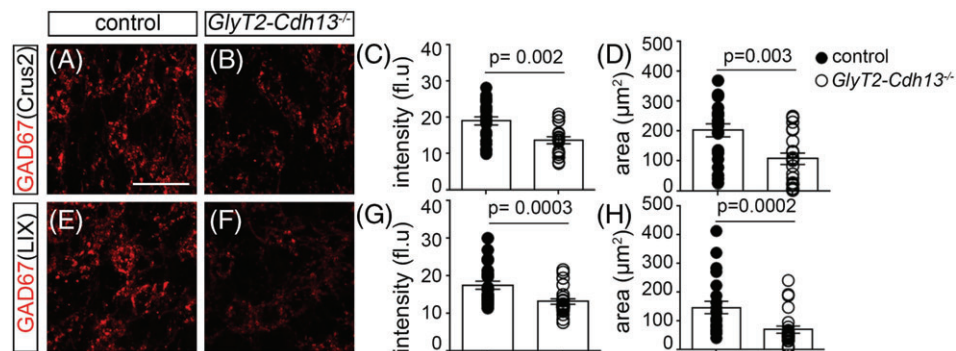 control
GlyT2-Cdh13-/-
GAD67(Crus2)
(A)
(B)
(C)
intensity (fl.u)
40
30
20
10
0
p= 0.002
(D)
area (µm²)
500
400
300
200
100
0
p=0.003
control
GlyT2-Cdh13-/-
GAD67(LIX)
(E)
(F)
(G)
intensity (fl.u)
40
30
20
10
0
p= 0.0003
(H)
area (µm²)
500
400
300
200
100
0
p=0.0002